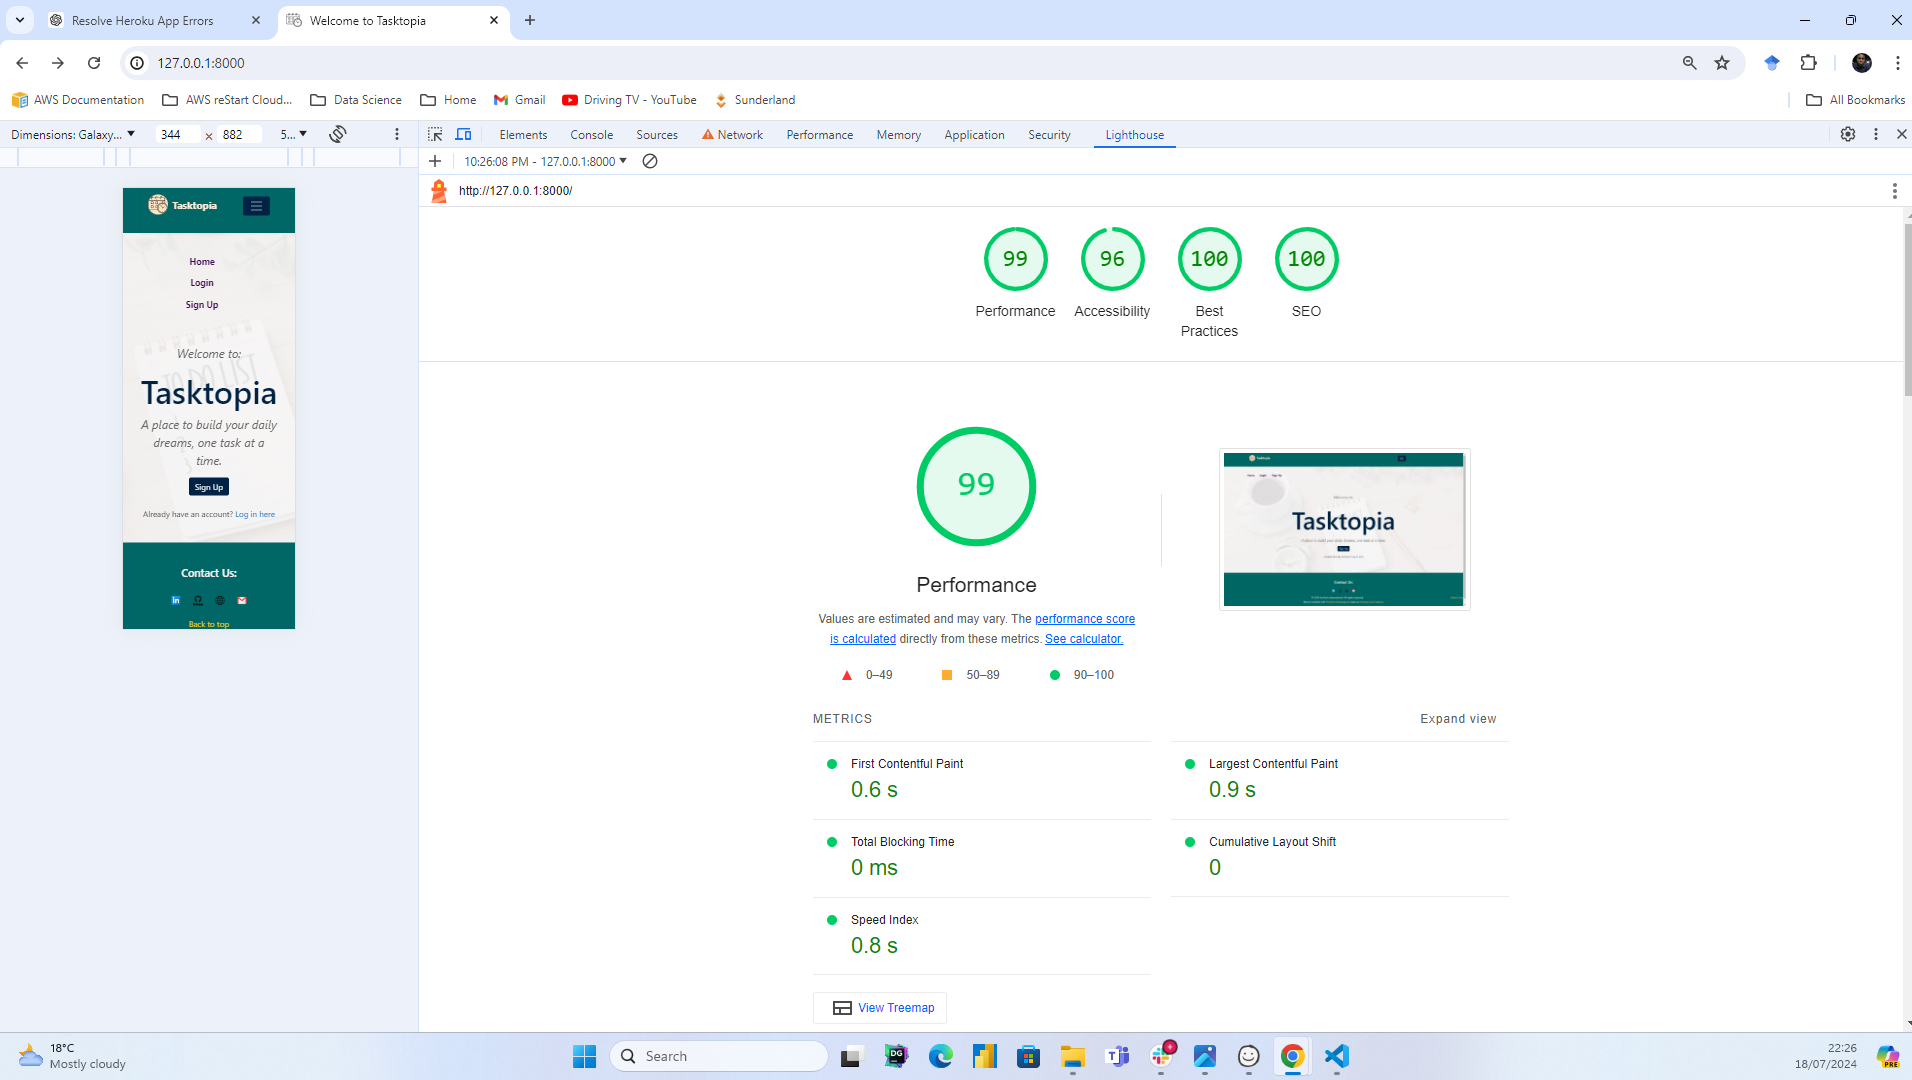 Resolve Heroku App Errors
Welcome to Tasktopia
127.0.0.1:8000
AWS Documentation
AWS reStart Cloud...
Data Science
Home
Gmail
Driving TV - YouTube
Sunderland
All Bookmarks
Dimensions: Galaxy...
344 × 882
5...
Elements
Console
Sources
Network
Performance
Memory
Application
Security
Lighthouse
10:26:08 PM - 127.0.0.1:8000
http://127.0.0.1:8000/
Tasktopia
Home
Login
Sign Up
TO DO LIST
Welcome to:
Tasktopia
A place to build your daily
dreams, one task at a
time.
Sign Up
Already have an account? Log in here
Contact Us:
Back to top
99
96
100
100
Performance
Accessibility
Best
Practices
SEO
99
Performance
Values are estimated and may vary. The performance score
is calculated directly from these metrics. See calculator.
0–49
50–89
90–100
Tasktopia
METRICS
Expand view
First Contentful Paint
0.6 s
Largest Contentful Paint
0.9 s
Total Blocking Time
0 ms
Cumulative Layout Shift
0
Speed Index
0.8 s
View Treemap
18°C
Mostly cloudy
Search
DG
PRE
22:26
18/07/2024